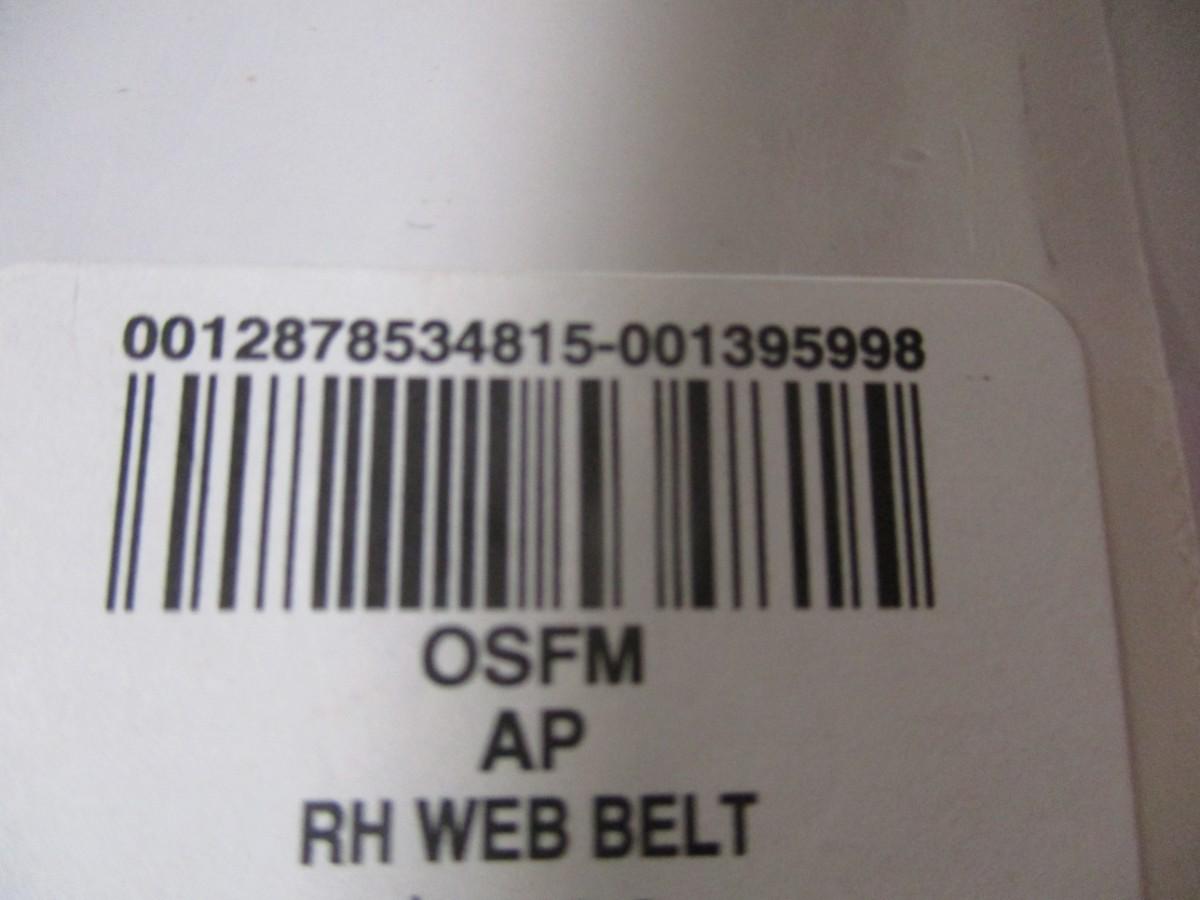 0012878534815-001395998
OSFM
AP
RH WEB BELT